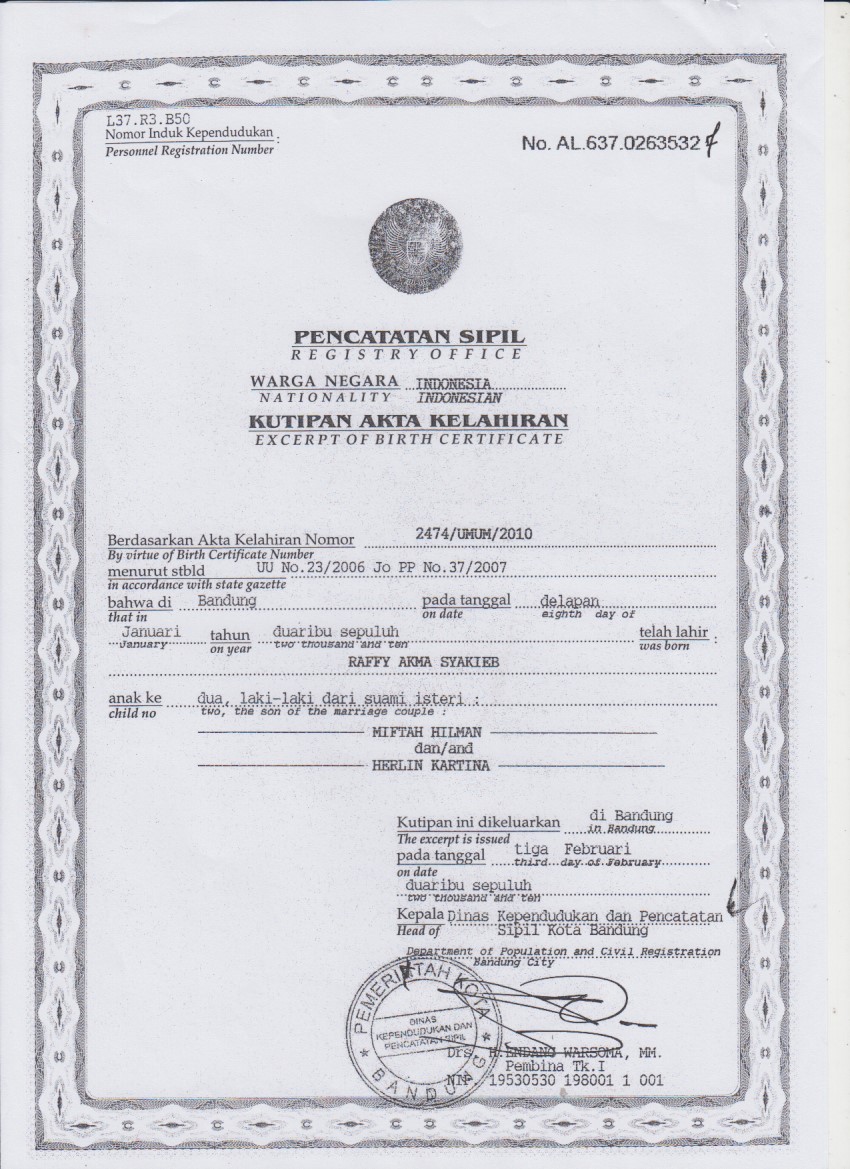 L37.R3.B50
Nomor Induk Kependudukan :
Personnel Registration Number
No. AL.637.0263532
PENCATATAN SIPIL
REGISTRY OFFICE
WARGA NEGARA INDONESIA
NATIONALITY INDONESIAN
KUTIPAN AKTA KELAHIRAN
EXCERPT OF BIRTH CERTIFICATE
Berdasarkan Akta Kelahiran Nomor 2474/UMUM/2010
By virtue of Birth Certificate Number
menurut stbld UU No.23/2006 Jo PP No.37/2007
in accordance with state gazette
bahwa di Bandung pada tanggal delapan
that in on date eighth day of
Januari tahun duaribu sepuluh telah lahir :
January on year two thousand and ten was born
RAFFY AKMA SYAKIEB
anak ke dua, laki-laki dari suami isteri :
child no two, the son of the marriage couple :
MIFTAH HILMAN
dan/and
HERLIN KARTINA
Kutipan ini dikeluarkan di Bandung
The excerpt is issued in Bandung
pada tanggal tiga Februari
on date third day of February
duaribu sepuluh
two thousand and ten
Kepala Dinas Kependudukan dan Pencatatan
Head of Sipil Kota Bandung
Department of Population and Civil Registration
Bandung City
PEMERINTAH KOTA
DINAS
KEPENDUDUKAN DAN
PENCATATAN SIPIL
BANDUNG
Drs. H.ENDANG WARSOMA, MM.
Pembina Tk.I
NIP. 19530530 198001 1 001